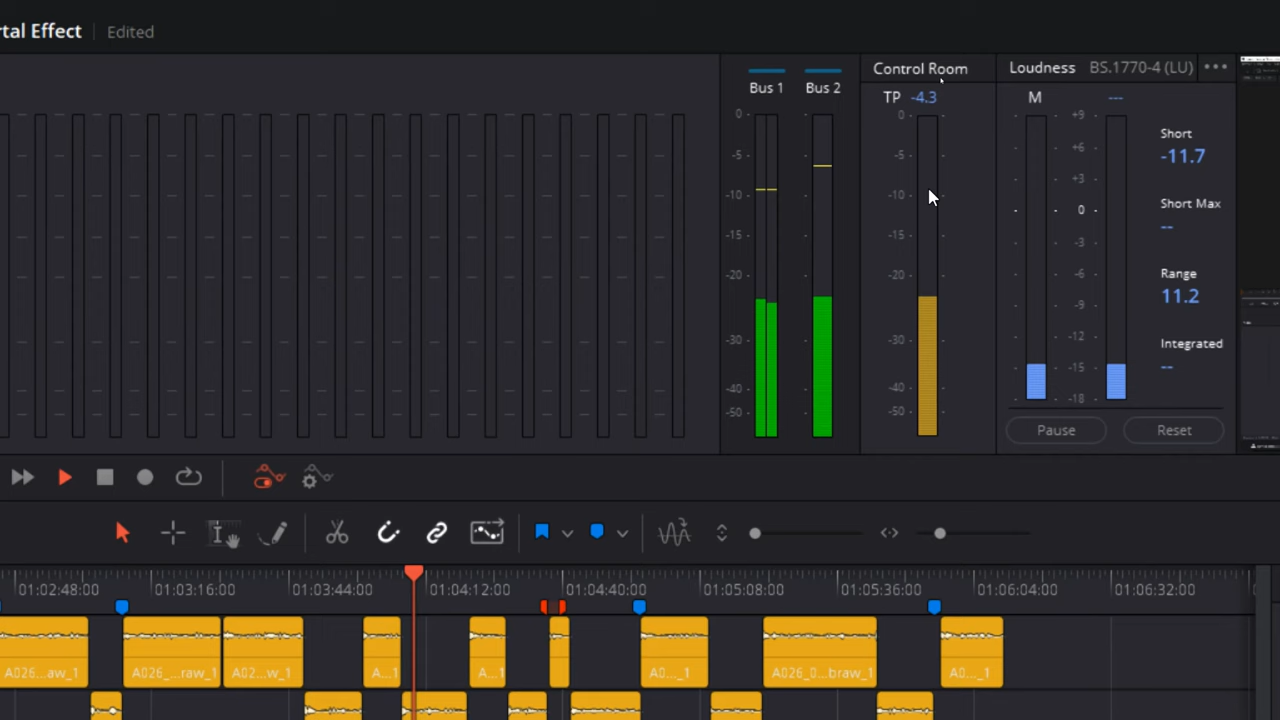 rtal Effect Edited
Bus 1 Bus 2
0
-5
-10
-15
-20
-30
-40
-50
Control Room
TP -4.3
0
-5
-10
-15
-20
-30
-40
-50
Loudness BS.1770-4 (LU) •••
M ---
+9
+6
+3
0
-3
-6
-9
-12
-15
-18
Short
-11.7
Short Max
--
Range
11.2
Integrated
--
Pause Reset
01:02:48:00 01:03:16:00 01:03:44:00 01:04:12:00 01:04:40:00 01:05:08:00 01:05:36:00 01:06:04:00 01:06:32:00
A026...aw_1 A026_...raw_1 A02...w_1 A...1 A...1 A0..._1 A026_0...braw_1 A0..._1